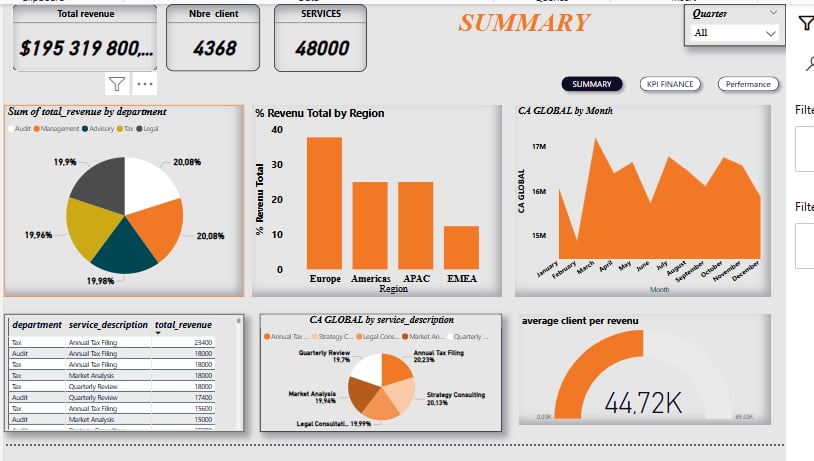 Total revenue
$195 319 800,...
Nbre client
4368
SERVICES
48000
SUMMARY
Quarter
All
SUMMARY
KPI FINANCE
Performance
Sum of total_revenue by department
Audit Management Advisory Tax Legal
19,9%
20,08%
19,96%
20,08%
19,98%
% Revenu Total by Region
% Revenu Total
40
30
20
10
0
Europe Americas APAC EMEA
Region
CA GLOBAL by Month
CA GLOBAL
17M
16M
15M
January February March April May June July August September October November December
Month
Filte
Filte
department service_description total_revenue
Tax Annual Tax Filing 23400
Audit Annual Tax Filing 18000
Tax Annual Tax Filing 18000
Tax Market Analysis 18000
Tax Quarterly Review 18000
Audit Quarterly Review 17400
Tax Annual Tax Filing 15600
Audit Market Analysis 15000
CA GLOBAL by service_description
Annual Tax ... Strategy C... Legal Cons... Market An... Quarterly ...
Quarterly Review
19,7%
Annual Tax Filing
20,23%
Market Analysis
19,94%
Strategy Consulting
20,13%
Legal Consultati... 19,99%
average client per revenu
44,72K
0,00K
89,43K